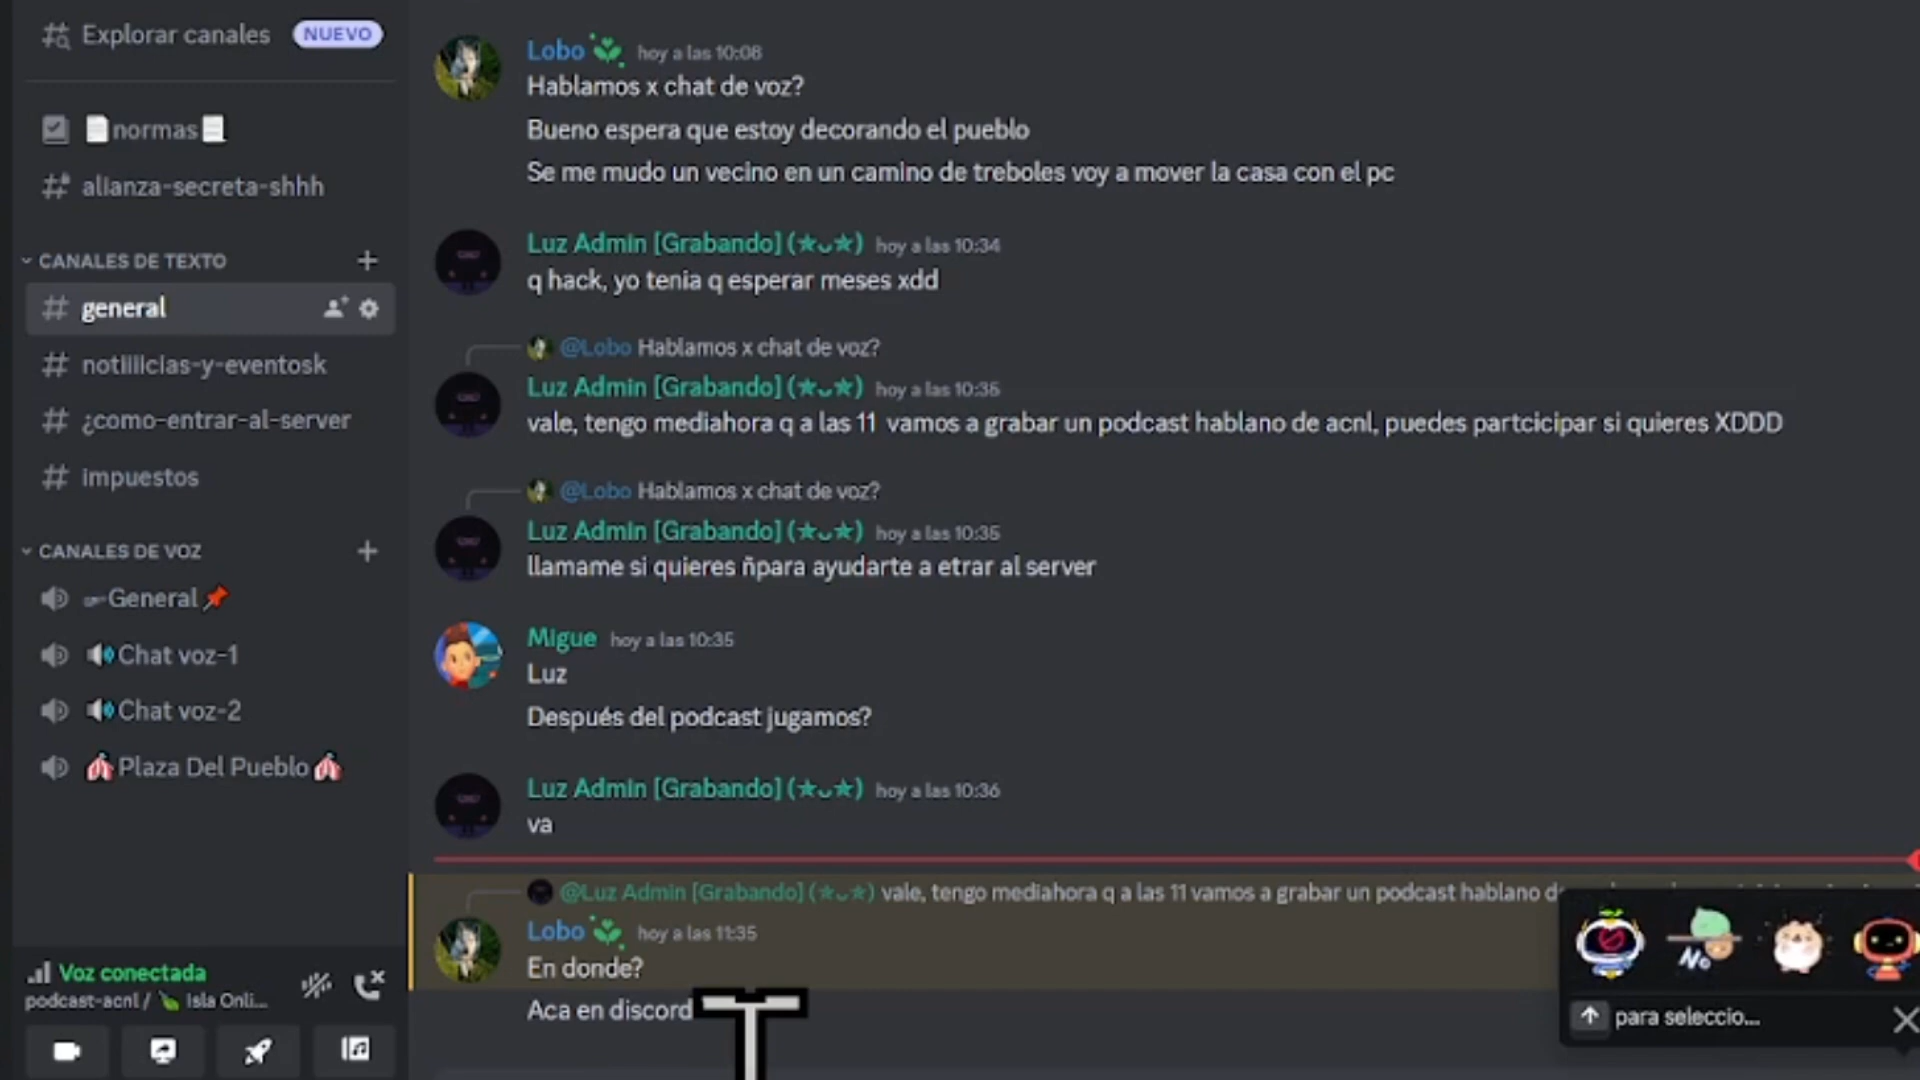 Explorar canales NUEVO
normas
alianza-secreta-shhh
CANALES DE TEXTO
general
notiiiicias-y-eventosk
¿como-entrar-al-server
impuestos
CANALES DE VOZ
General
Chat voz-1
Chat voz-2
Plaza Del Pueblo
Voz conectada
podcast-acnl / Isla Onli...
Lobo hoy a las 10:08
Hablamos x chat de voz?
Bueno espera que estoy decorando el pueblo
Se me mudo un vecino en un camino de treboles voy a mover la casa con el pc
Luz Admin [Grabando] (★ᴗ★) hoy a las 10:34
q hack, yo tenia q esperar meses xdd
@Lobo Hablamos x chat de voz?
Luz Admin [Grabando] (★ᴗ★) hoy a las 10:35
vale, tengo mediahora q a las 11 vamos a grabar un podcast hablano de acnl, puedes partcicipar si quieres XDDD
@Lobo Hablamos x chat de voz?
Luz Admin [Grabando] (★ᴗ★) hoy a las 10:35
llamame si quieres ñpara ayudarte a etrar al server
Migue hoy a las 10:35
Luz
Después del podcast jugamos?
Luz Admin [Grabando] (★ᴗ★) hoy a las 10:36
va
@Luz Admin [Grabando] (★ᴗ★) vale, tengo mediahora q a las 11 vamos a grabar un podcast hablano
Lobo hoy a las 11:35
En donde?
Aca en discord
No
para seleccio...